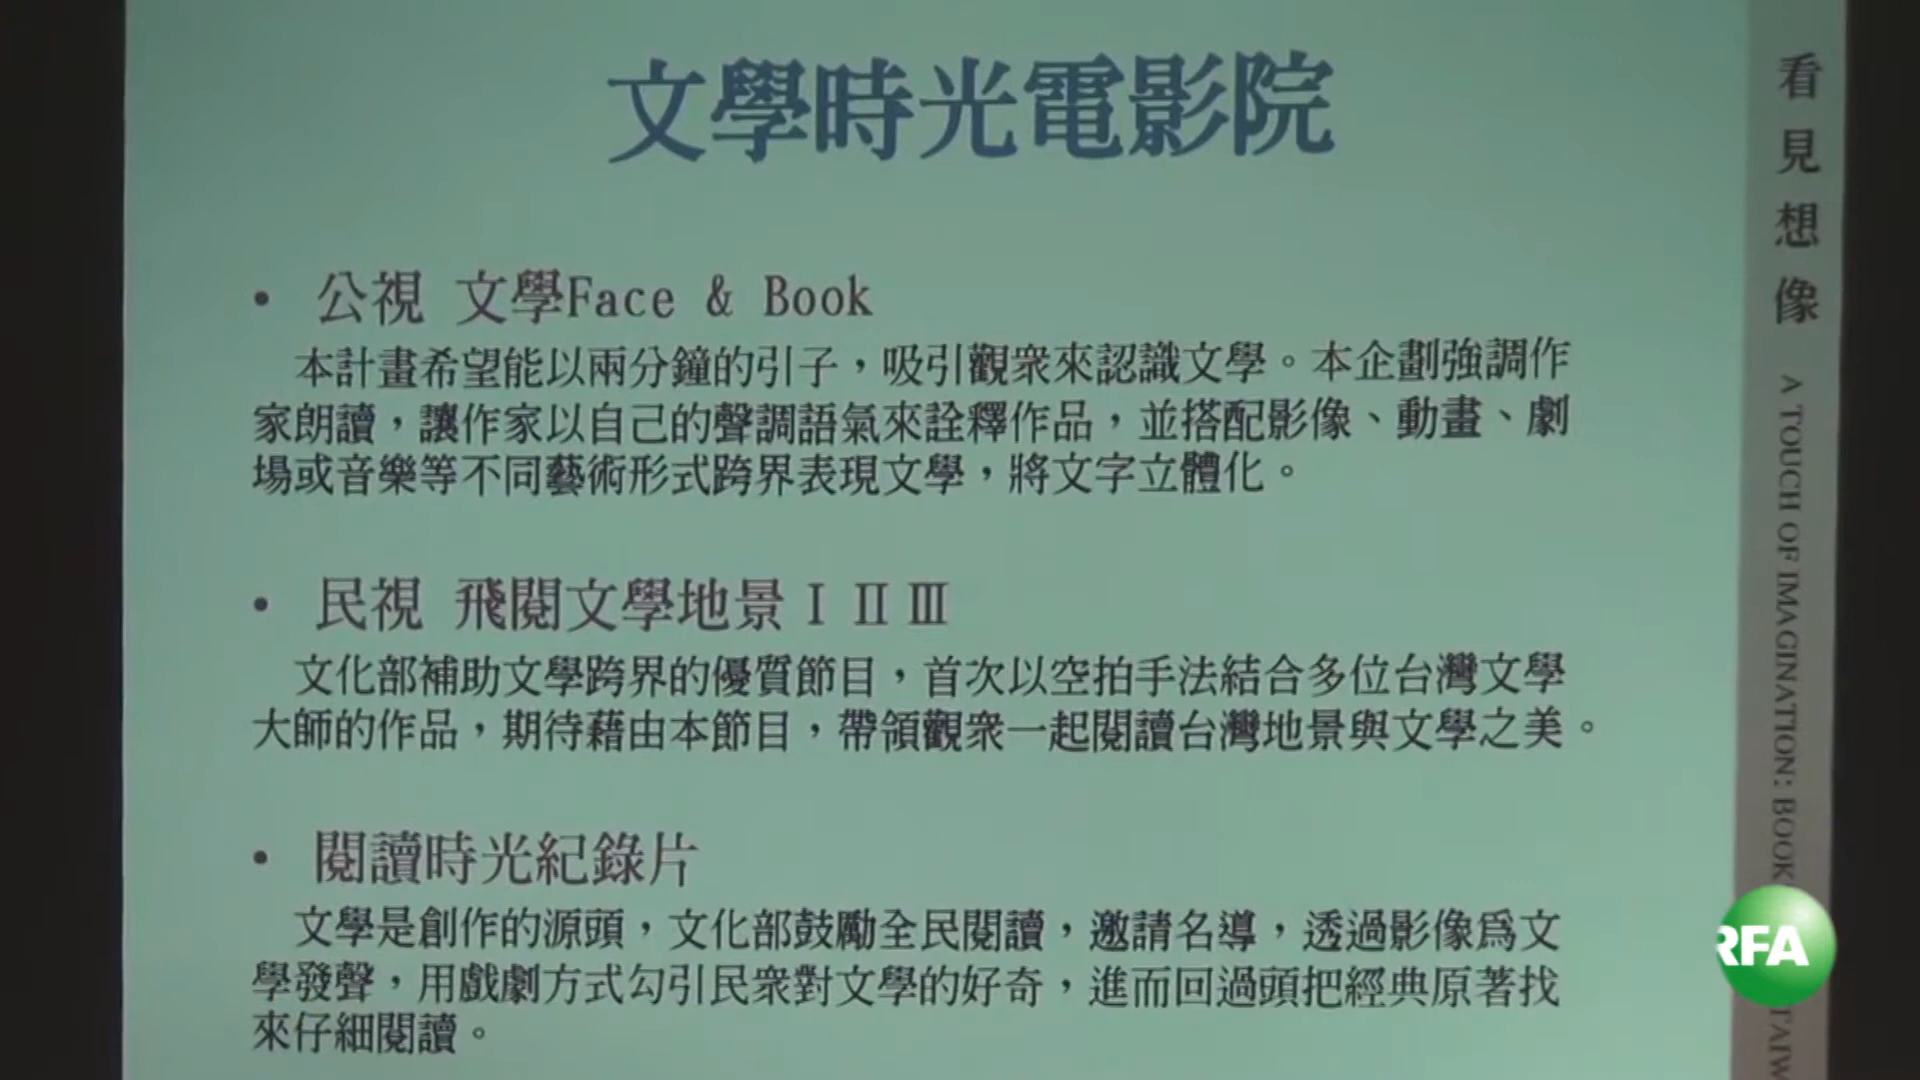 文學時光電影院
• 公視 文學Face & Book
本計畫希望能以兩分鐘的引子，吸引觀眾來認識文學。本企劃強調作
家朗讀，讓作家以自己的聲調語氣來詮釋作品，並搭配影像、動畫、劇
場或音樂等不同藝術形式跨界表現文學，將文字立體化。
• 民視 飛閱文學地景ⅠⅡⅢ
文化部補助文學跨界的優質節目，首次以空拍手法結合多位台灣文學
大師的作品，期待藉由本節目，帶領觀眾一起閱讀台灣地景與文學之美。
• 閱讀時光紀錄片
文學是創作的源頭，文化部鼓勵全民閱讀，邀請名導，透過影像為文
學發聲，用戲劇方式勾引民眾對文學的好奇，進而回過頭把經典原著找
來仔細閱讀。
看見想像
A TOUCH OF IMAGINATION: BOOK
TAIW
RFA